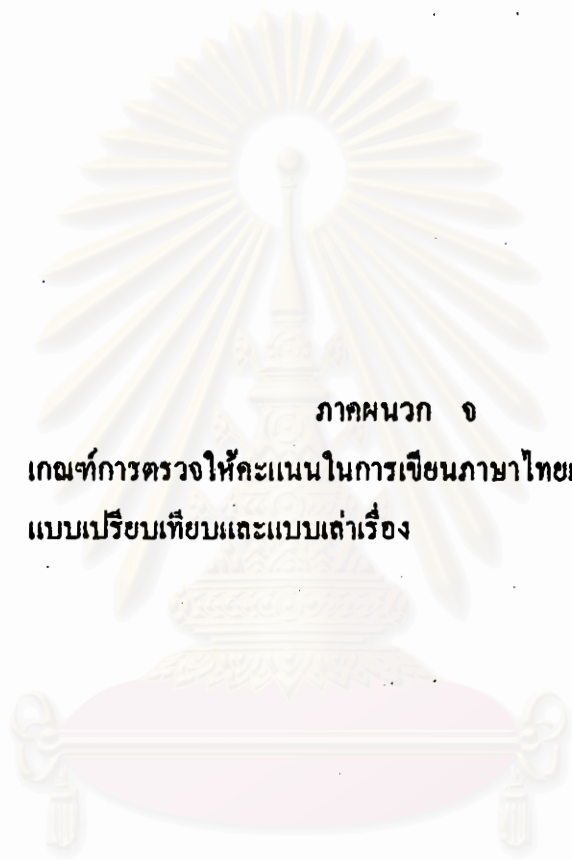 ภาคผนวก จ
เกณฑ์การตรวจให้คะแนนในการเขียนภาษาไทย
แบบเปรียบเทียบและแบบเล่าเรื่อง